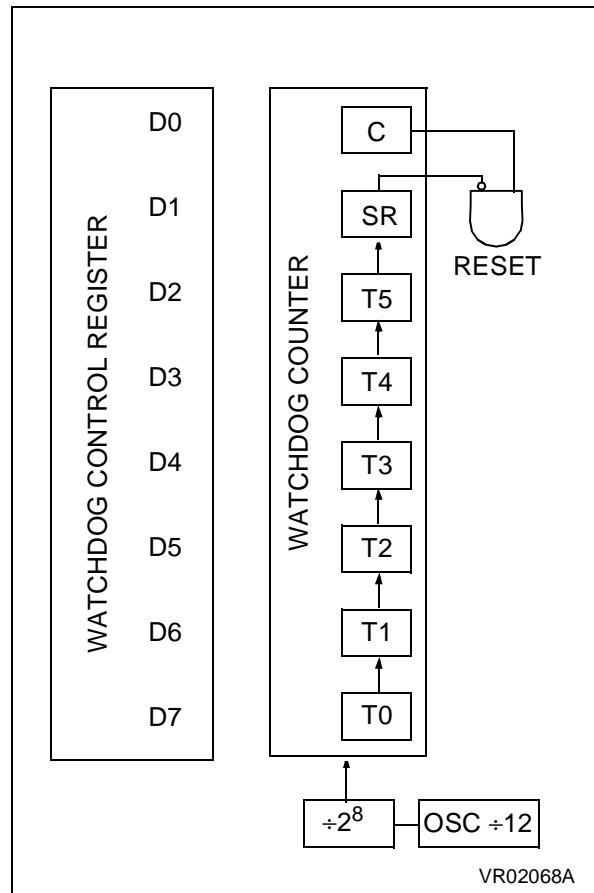 WATCHDOG CONTROL REGISTER
D0
D1
D2
D3
D4
D5
D6
D7
WATCHDOG COUNTER
C
SR
T5
T4
T3
T2
T1
T0
RESET
÷2⁸
OSC ÷12
VR02068A